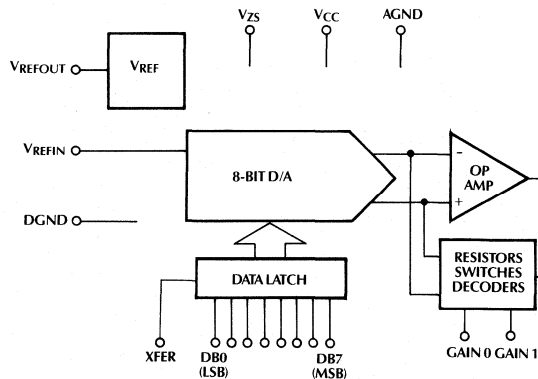 VZS VCC AGND
VREFOUT VREF
VREFIN
8-BIT D/A
- OP
AMP
+
DGND
RESISTORS
SWITCHES
DECODERS
DATA LATCH
XFER DB0 DB7 GAIN 0 GAIN 1
(LSB) (MSB)